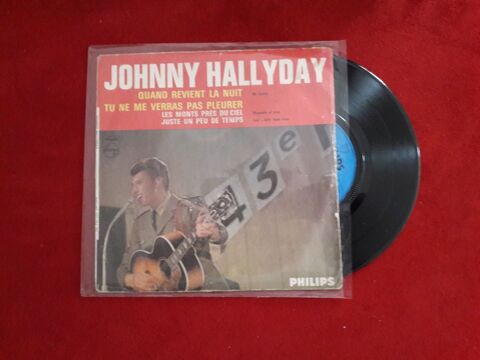 JOHNNY HALLYDAY
QUAND REVIENT LA NUIT
TU NE ME VERRAS PAS PLEURER
LES MONTS PRÈS DU CIEL
JUSTE UN PEU DE TEMPS
43e
PHILIPS